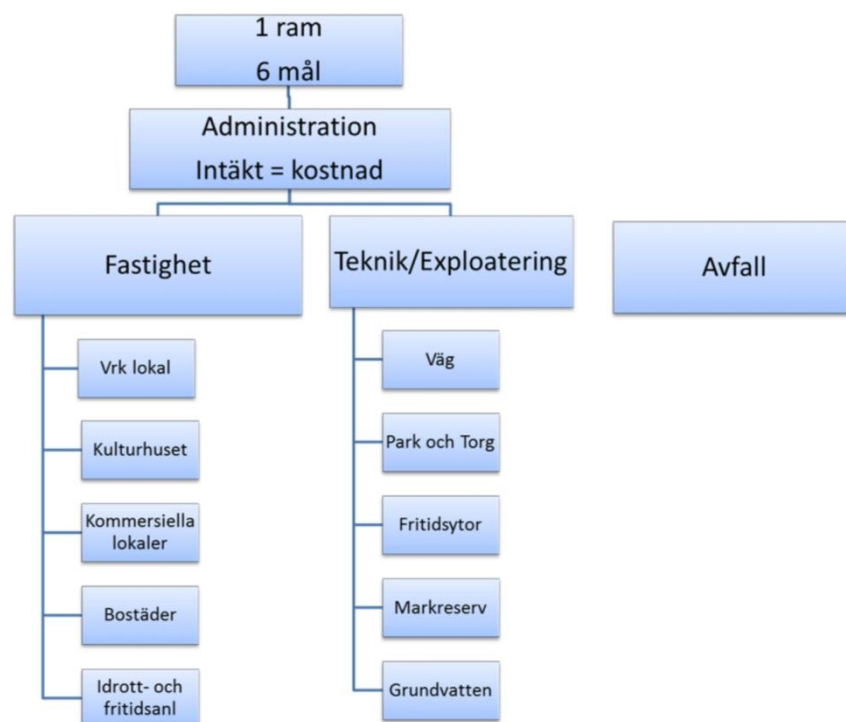 1 ram
6 mål
Administration
Intäkt = kostnad
Fastighet
Teknik/Exploatering
Avfall
Vrk lokal
Kulturhuset
Kommersiella
lokaler
Bostäder
Idrott- och
fritidsanl
Väg
Park och Torg
Fritidsytor
Markreserv
Grundvatten